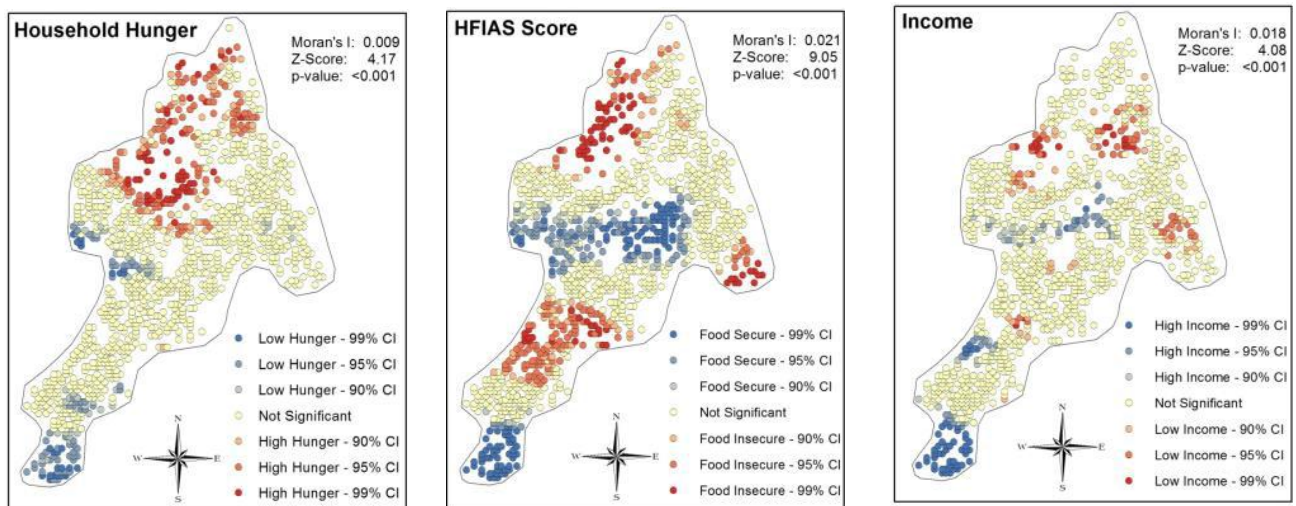 Household Hunger
Moran's I: 0.009
Z-Score: 4.17
p-value: <0.001
Low Hunger - 99% CI
Low Hunger - 95% CI
Low Hunger - 90% CI
Not Significant
High Hunger - 90% CI
High Hunger - 95% CI
High Hunger - 99% CI
N
W E
S
HFIAS Score
Moran's I: 0.021
Z-Score: 9.05
p-value: <0.001
Food Secure - 99% CI
Food Secure - 95% CI
Food Secure - 90% CI
Not Significant
Food Insecure - 90% CI
Food Insecure - 95% CI
Food Insecure - 99% CI
N
W E
S
Income
Moran's I: 0.018
Z-Score: 4.08
p-value: <0.001
High Income - 99% CI
High Income - 95% CI
High Income - 90% CI
Not Significant
Low Income - 90% CI
Low Income - 95% CI
Low Income - 99% CI
N
W E
S